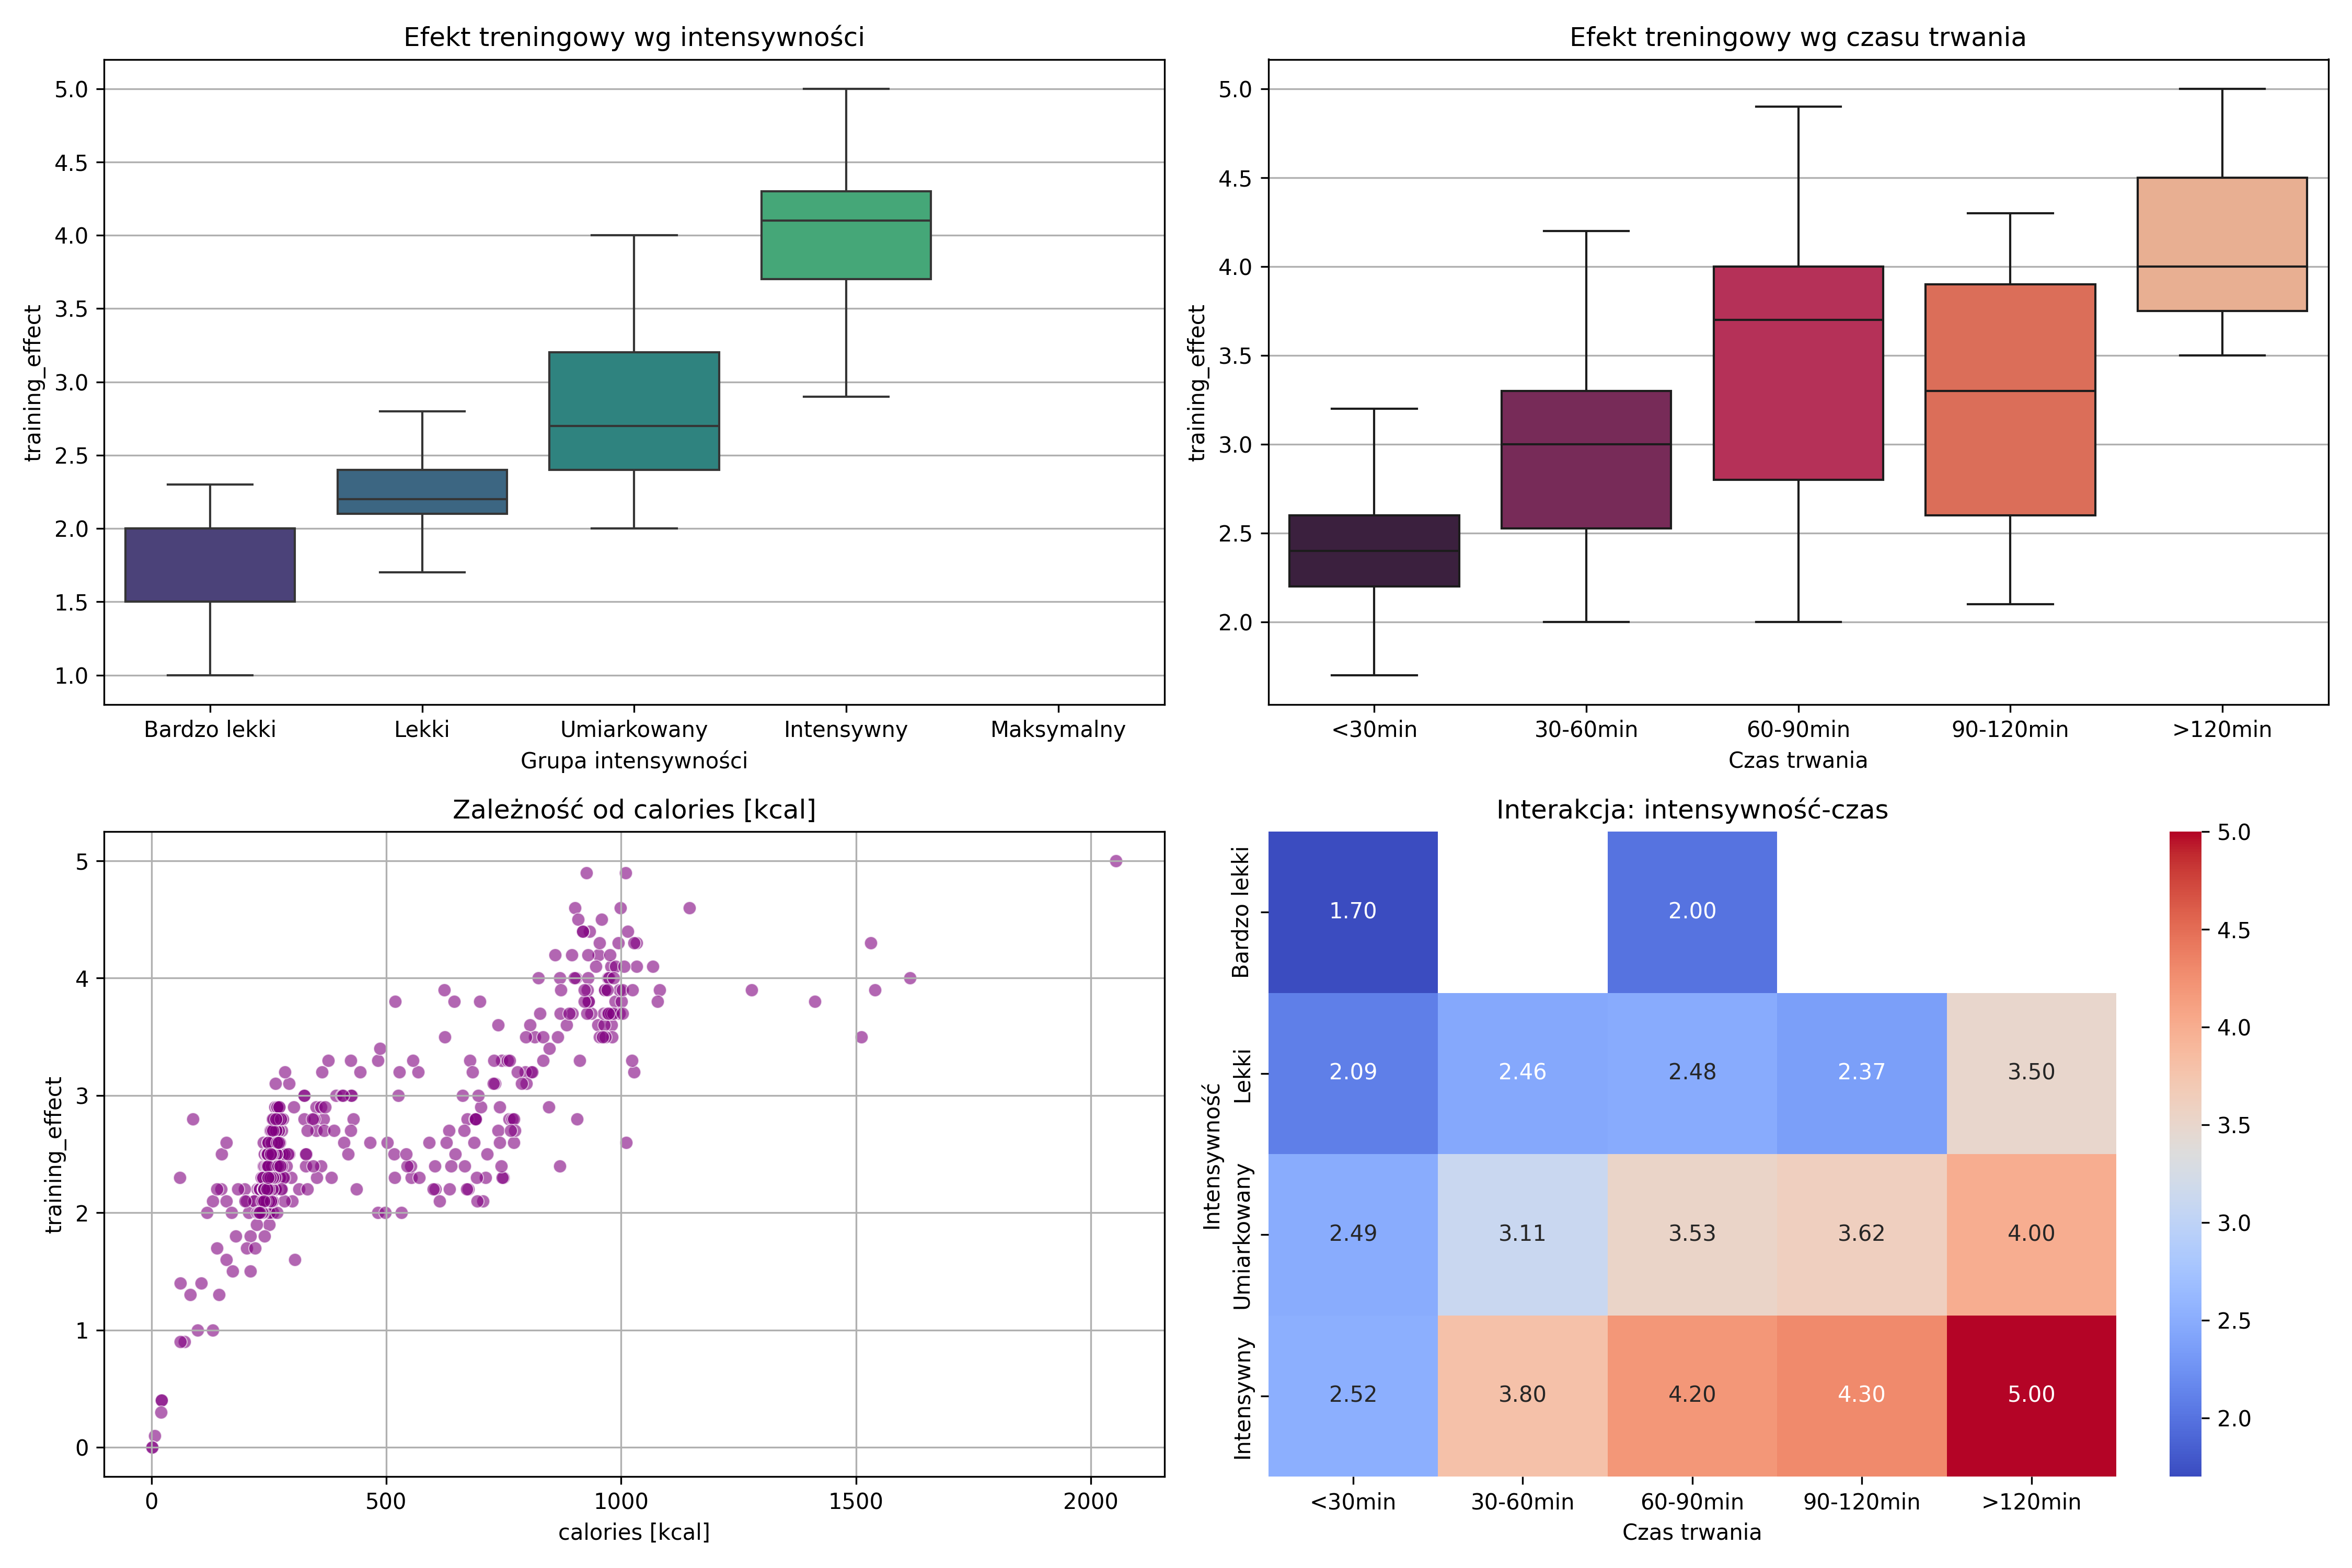 Efekt treningowy wg intensywności
training_effect
5.0
4.5
4.0
3.5
3.0
2.5
2.0
1.5
1.0
Bardzo lekki
Lekki
Umiarkowany
Intensywny
Maksymalny
Grupa intensywności
Efekt treningowy wg czasu trwania
training_effect
5.0
4.5
4.0
3.5
3.0
2.5
2.0
<30min
30-60min
60-90min
90-120min
>120min
Czas trwania
Zależność od calories [kcal]
training_effect
5
4
3
2
1
0
0
500
1000
1500
2000
calories [kcal]
Interakcja: intensywność-czas
Intensywność
Bardzo lekki
1.70
2.00
Lekki
2.09
2.46
2.48
2.37
3.50
Umiarkowany
2.49
3.11
3.53
3.62
4.00
Intensywny
2.52
3.80
4.20
4.30
5.00
<30min
30-60min
60-90min
90-120min
>120min
Czas trwania
5.0
4.5
4.0
3.5
3.0
2.5
2.0